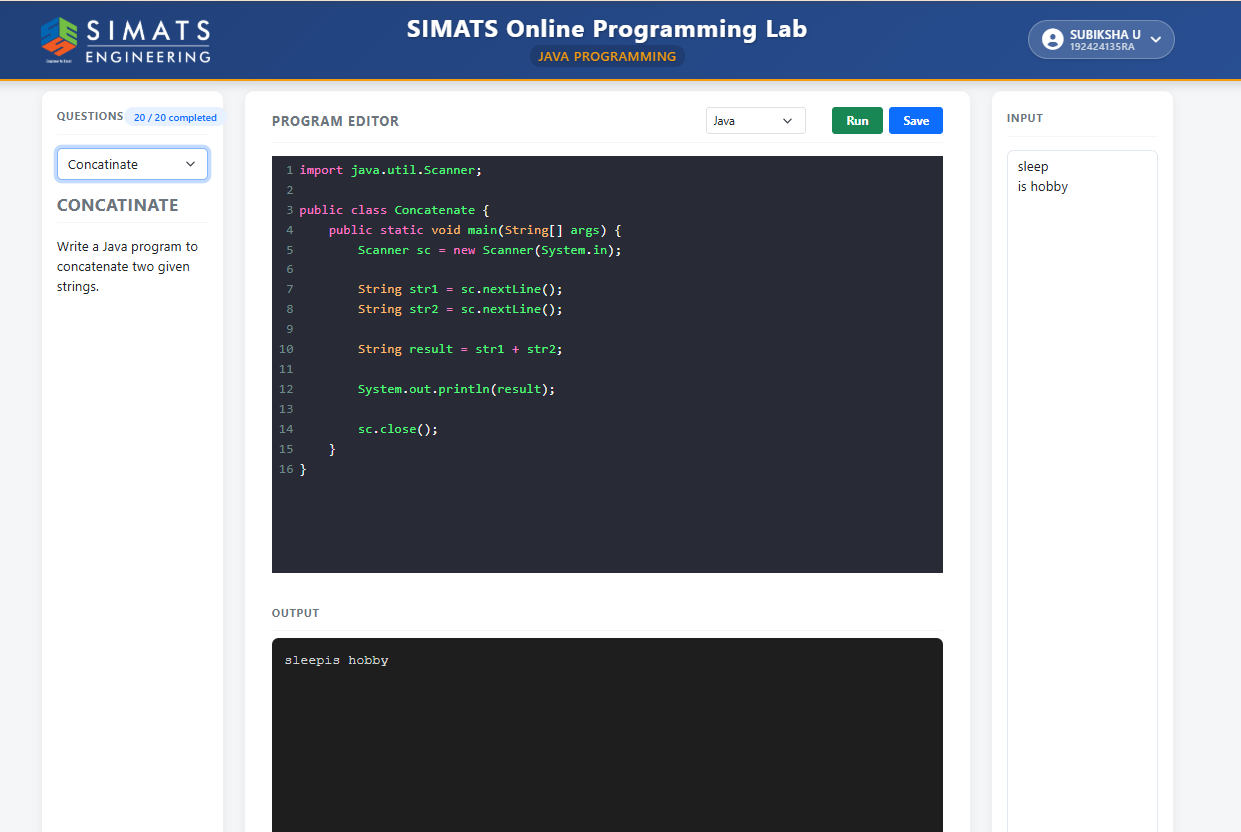 SIMATS
ENGINEERING
SIMATS Online Programming Lab
JAVA PROGRAMMING
SUBIKSHA U
192424135RA
QUESTIONS 20 / 20 completed
Concatinate
CONCATINATE
Write a Java program to
concatenate two given
strings.
PROGRAM EDITOR
Java
Run
Save
1 import java.util.Scanner;
2
3 public class Concatenate {
4     public static void main(String[] args) {
5         Scanner sc = new Scanner(System.in);
6
7         String str1 = sc.nextLine();
8         String str2 = sc.nextLine();
9
10         String result = str1 + str2;
11
12         System.out.println(result);
13
14         sc.close();
15     }
16 }
OUTPUT
sleepis hobby
INPUT
sleep
is hobby